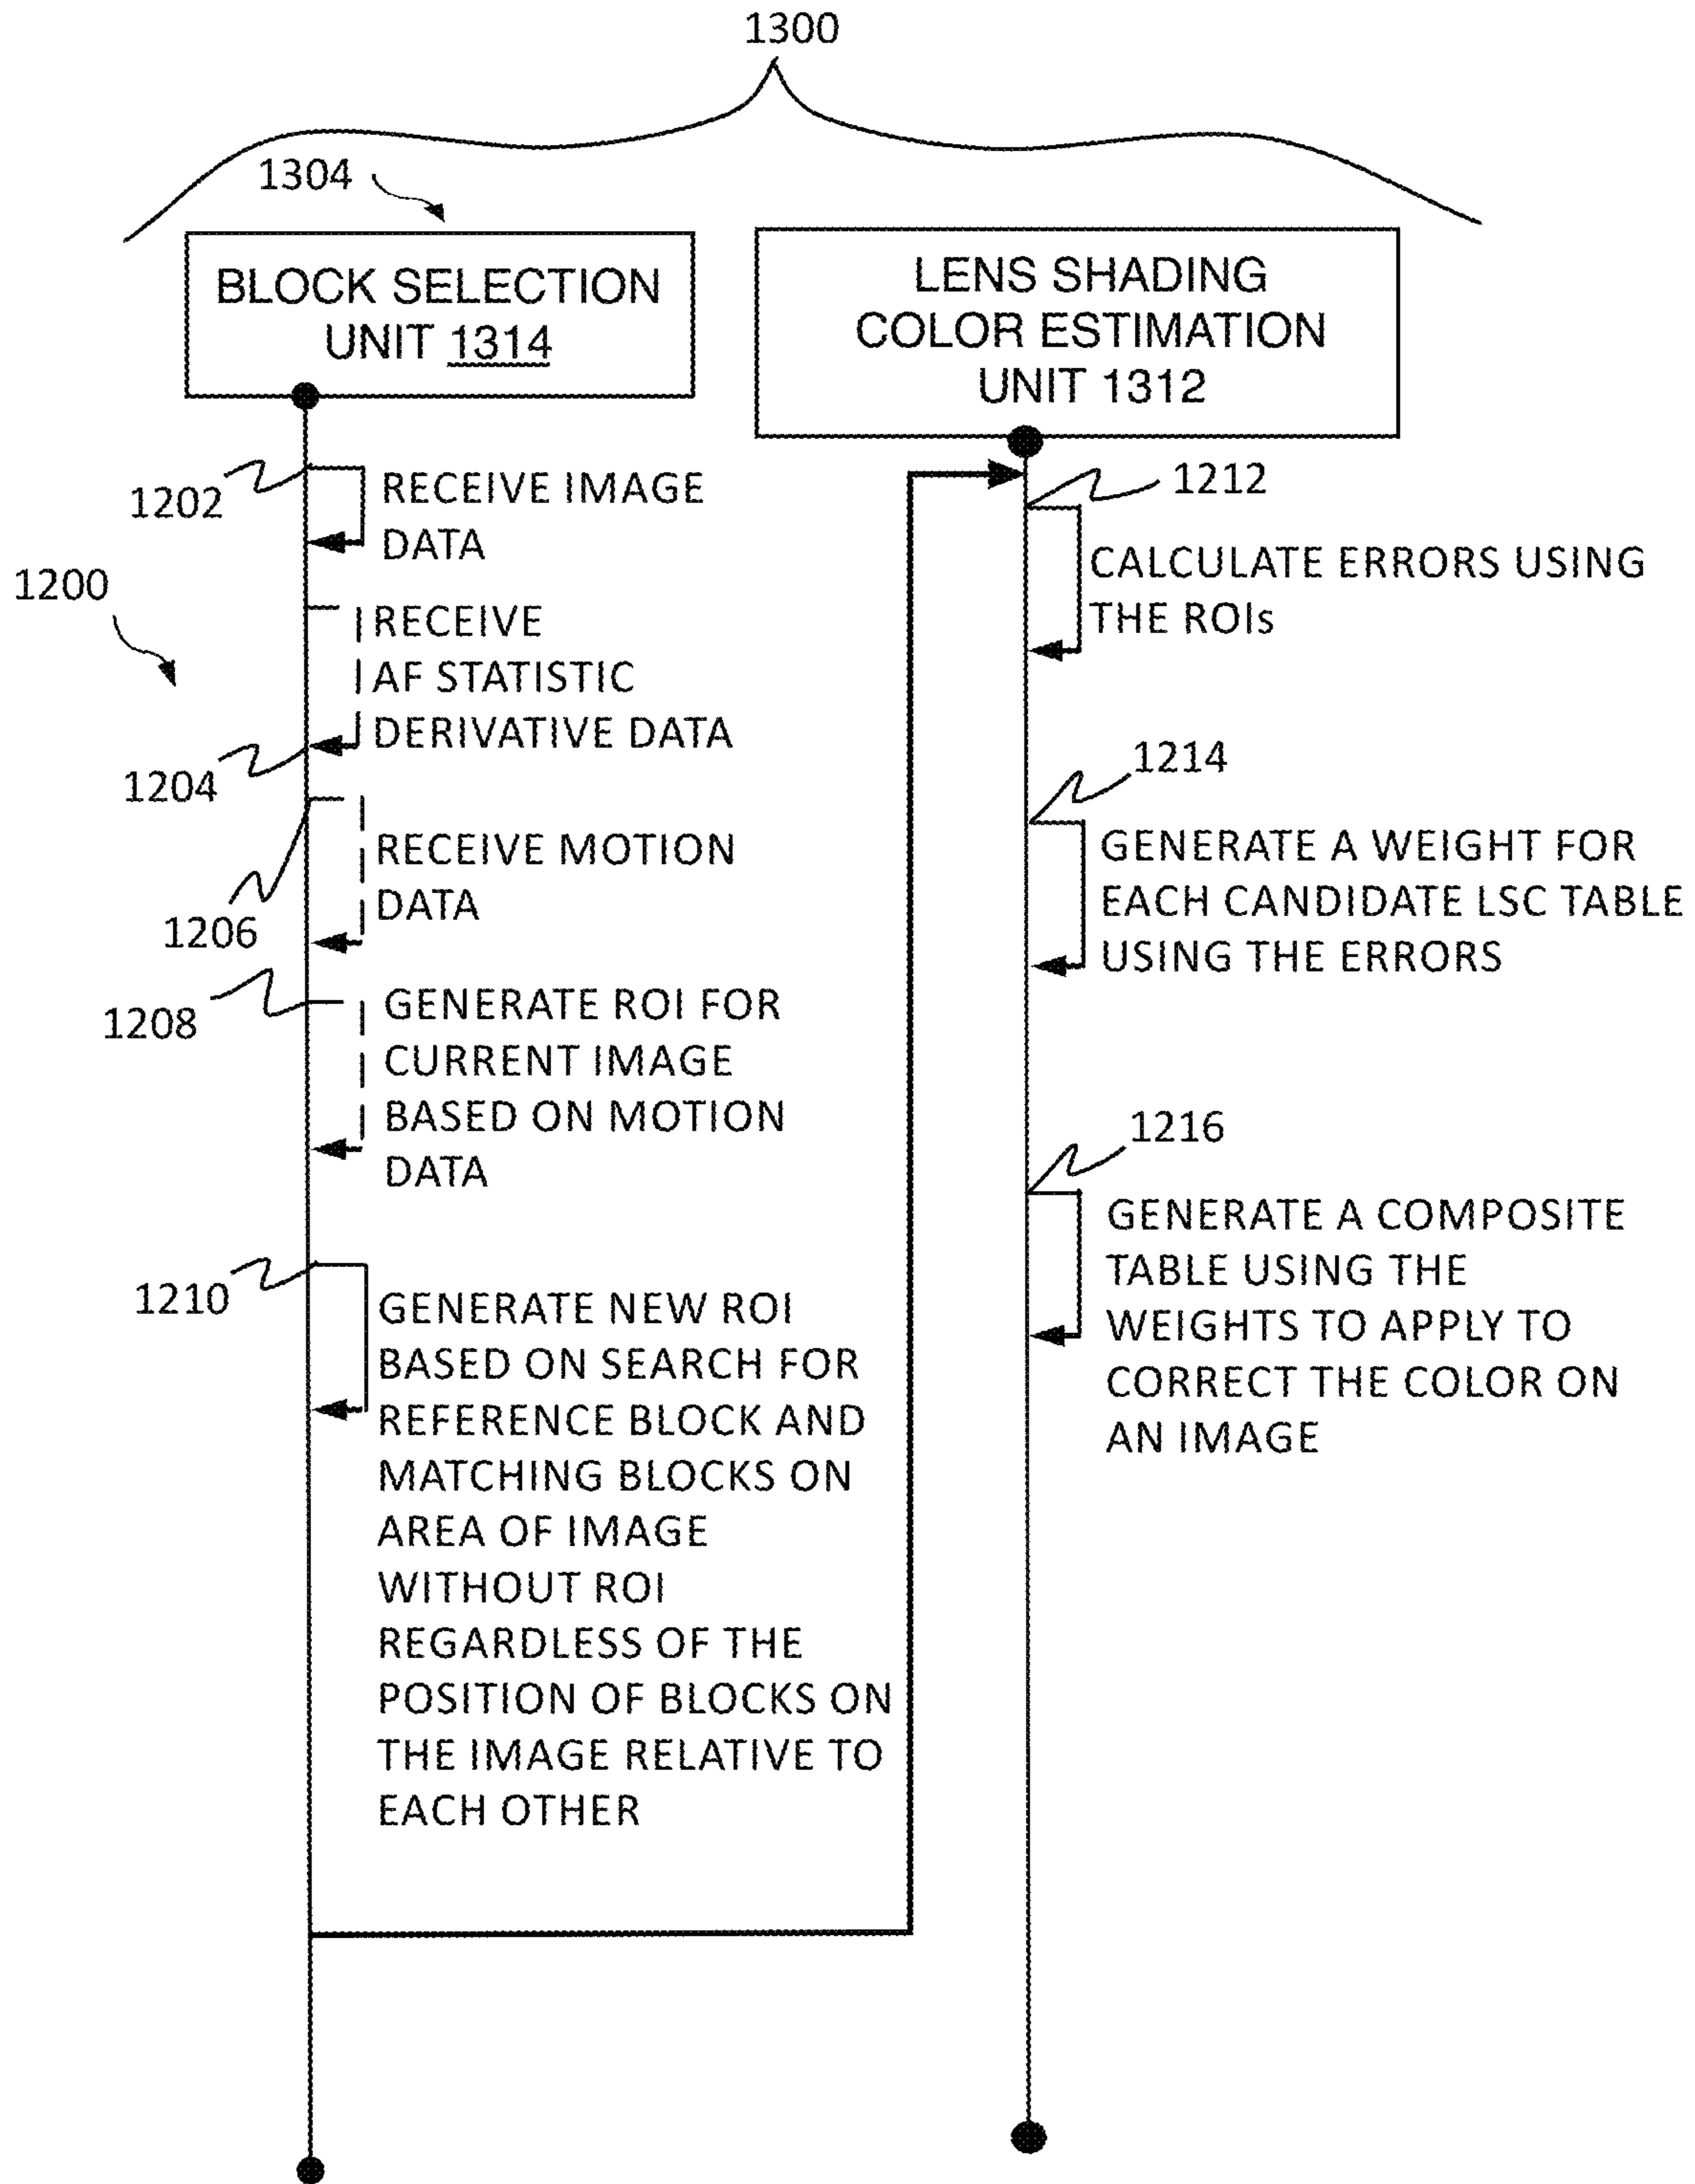 1300
1304
BLOCK SELECTION
UNIT 1314
LENS SHADING
COLOR ESTIMATION
UNIT 1312
1200
1202
RECEIVE IMAGE
DATA
RECEIVE
AF STATISTIC
DERIVATIVE DATA
1204
1206
RECEIVE MOTION
DATA
1208
GENERATE ROI FOR
CURRENT IMAGE
BASED ON MOTION
DATA
1210
GENERATE NEW ROI
BASED ON SEARCH FOR
REFERENCE BLOCK AND
MATCHING BLOCKS ON
AREA OF IMAGE
WITHOUT ROI
REGARDLESS OF THE
POSITION OF BLOCKS ON
THE IMAGE RELATIVE TO
EACH OTHER
1212
CALCULATE ERRORS USING
THE ROIs
1214
GENERATE A WEIGHT FOR
EACH CANDIDATE LSC TABLE
USING THE ERRORS
1216
GENERATE A COMPOSITE
TABLE USING THE
WEIGHTS TO APPLY TO
CORRECT THE COLOR ON
AN IMAGE